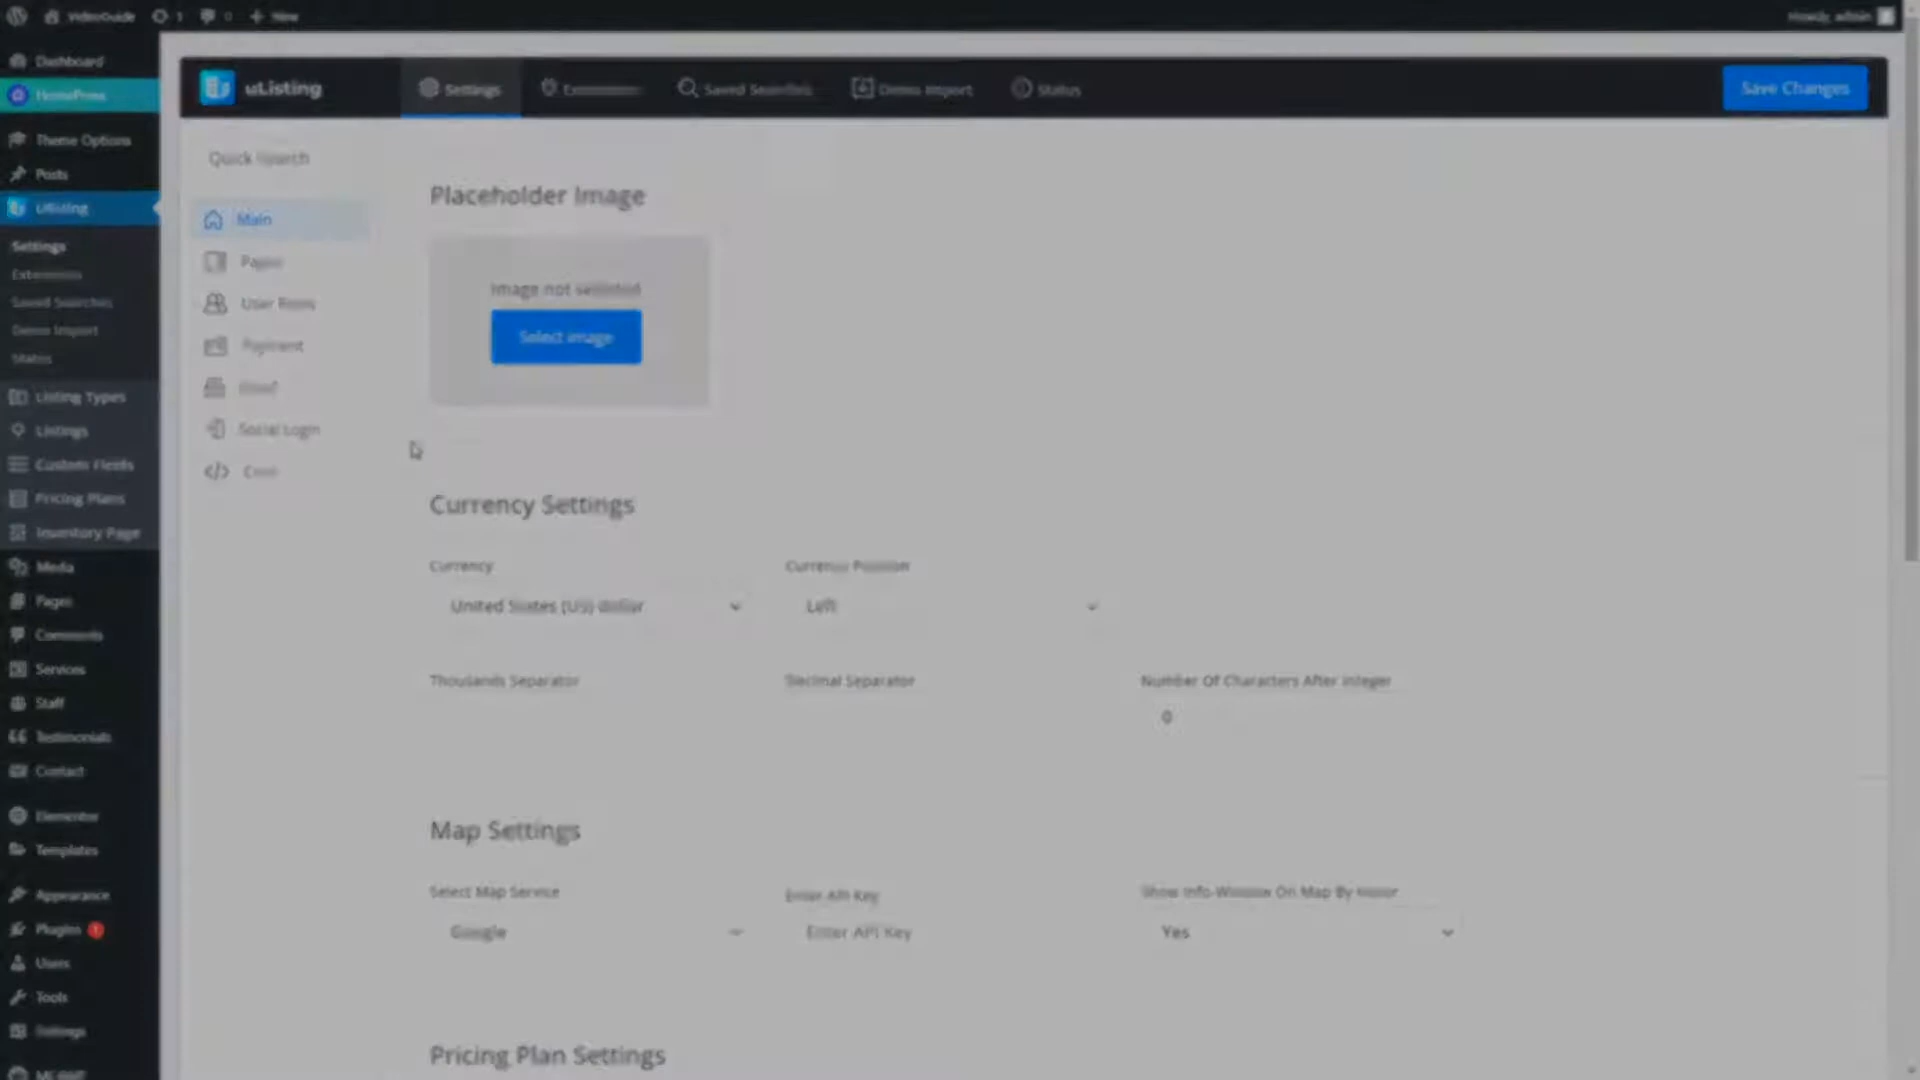 VideoGuide 1 0 New
Howdy, admin
Dashboard
HomePress
Theme Options
Posts
uListing
Settings
Extensions
Saved Searches
Demo Import
Status
Listing Types
Listings
Custom Fields
Pricing Plans
Inventory Page
Media
Pages
Comments
Services
Staff
Testimonials
Contact
Elementor
Templates
Appearance
Plugins 1
Users
Tools
Settings
uListing
Settings
Extensions
Saved Searches
Demo Import
Status
Save Changes
Quick Search
Main
Pages
User Roles
Payment
Email
Social Login
Cron
Placeholder Image
Image not selected
Select image
Currency Settings
Currency
Currency Position
United States (US) dollar
Left
Thousands Separator
Decimal Separator
Number Of Characters After Integer
0
Map Settings
Select Map Service
Enter API Key
Show Info-Window On Map By Hover
Google
Enter API Key
Yes
Pricing Plan Settings